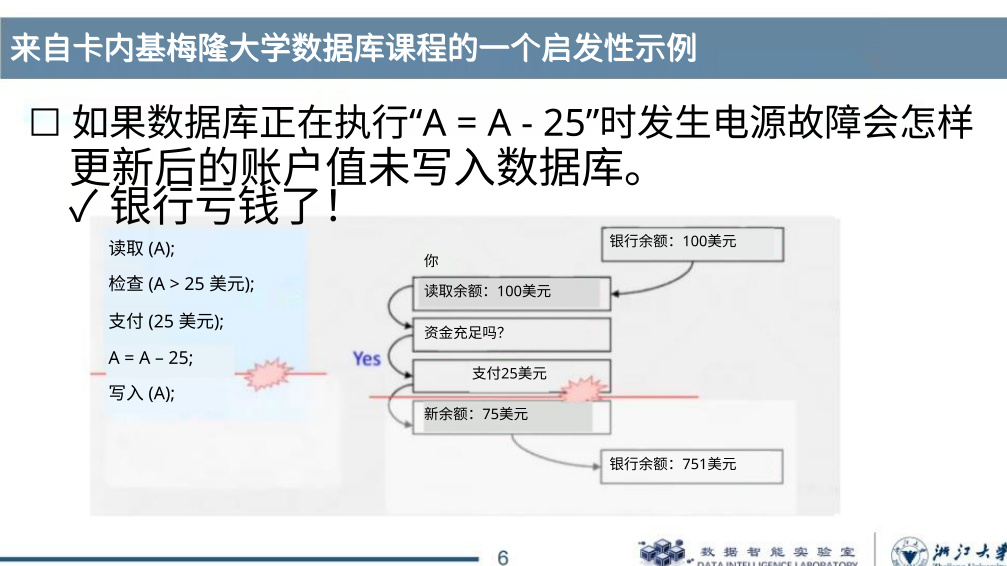 来自卡内基梅隆大学数据库课程的一个启发性示例
□ 如果数据库正在执行“A = A - 25”时发生电源故障会怎样
更新后的账户值未写入数据库。
✓ 银行亏钱了！
读取 (A);
检查 (A > 25 美元);
支付 (25 美元);
A = A – 25;
写入 (A);
银行余额：100美元
你
读取余额：100美元
资金充足吗?
Yes
支付25美元
新余额：75美元
银行余额：751美元
6
数据智能实验室
DATA INTELLIGENCE LABORATORY
浙江大学